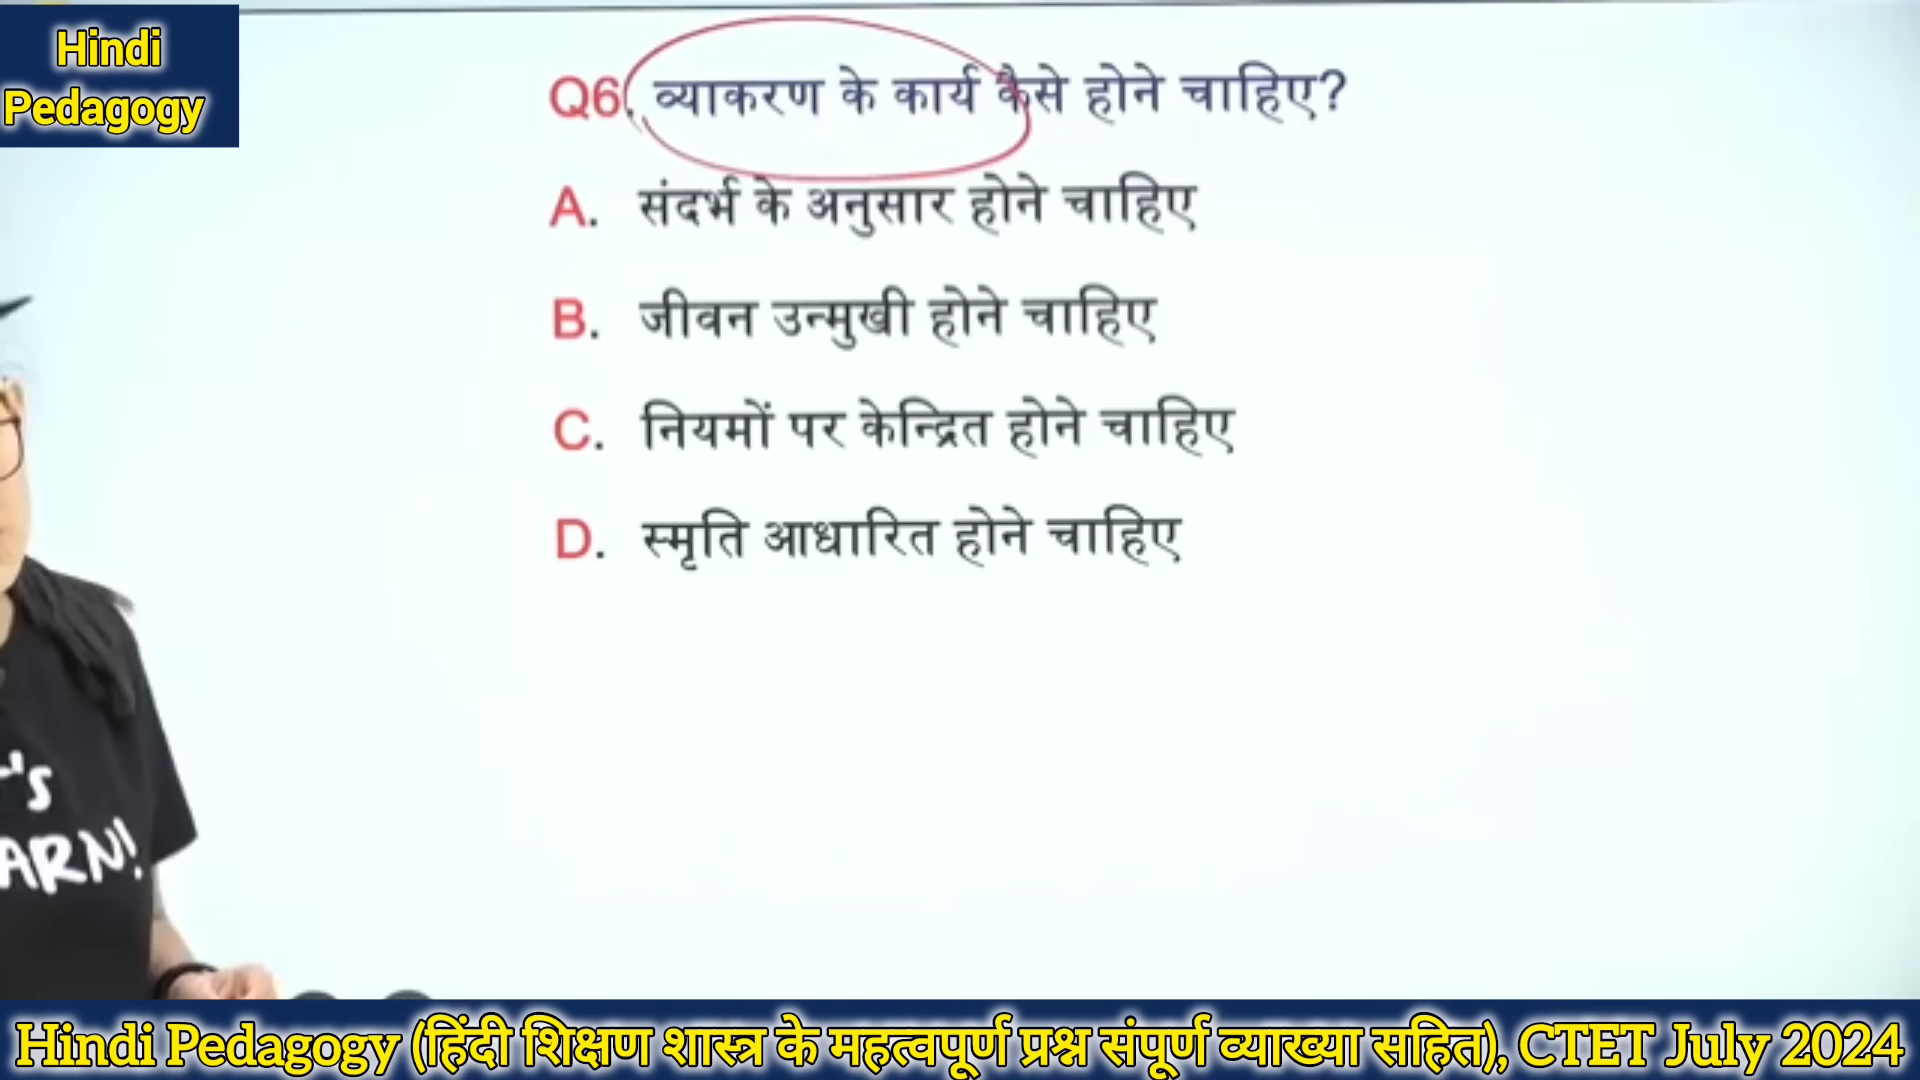 Hindi
Pedagogy
Q6. व्याकरण के कार्य कैसे होने चाहिए?
A. संदर्भ के अनुसार होने चाहिए
B. जीवन उन्मुखी होने चाहिए
C. नियमों पर केन्द्रित होने चाहिए
D. स्मृति आधारित होने चाहिए
'S
ARN!
Hindi Pedagogy (हिंदी शिक्षण शास्त्र के महत्वपूर्ण प्रश्न संपूर्ण व्याख्या सहित), CTET July 2024